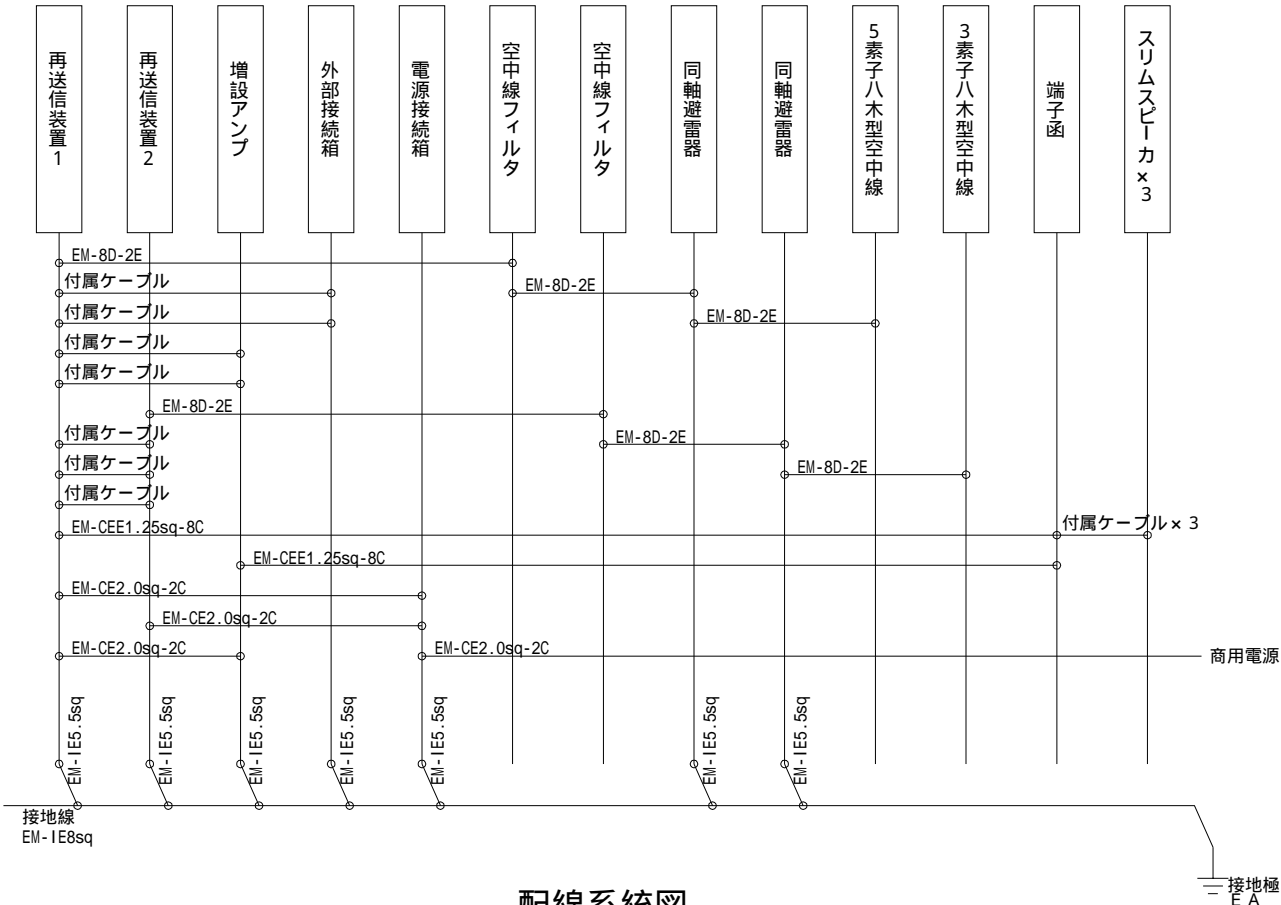 再送信装置1
再送信装置2
増設アンプ
外部接続箱
電源接続箱
空中線フィルタ
空中線フィルタ
同軸避雷器
同軸避雷器
5素子八木型空中線
3素子八木型空中線
端子函
スリムスピーカ×3
EM-8D-2E
付属ケーブル
EM-8D-2E
付属ケーブル
EM-8D-2E
付属ケーブル
付属ケーブル
EM-8D-2E
付属ケーブル
EM-8D-2E
付属ケーブル
EM-8D-2E
付属ケーブル
EM-CEE1.25sq-8C
付属ケーブル×3
EM-CEE1.25sq-8C
EM-CE2.0sq-2C
EM-CE2.0sq-2C
EM-CE2.0sq-2C
EM-CE2.0sq-2C
商用電源
EM-IE5.5sq
EM-IE5.5sq
EM-IE5.5sq
EM-IE5.5sq
EM-IE5.5sq
EM-IE5.5sq
EM-IE5.5sq
接地線
EM-IE8sq
接地極
EA
配線系統図